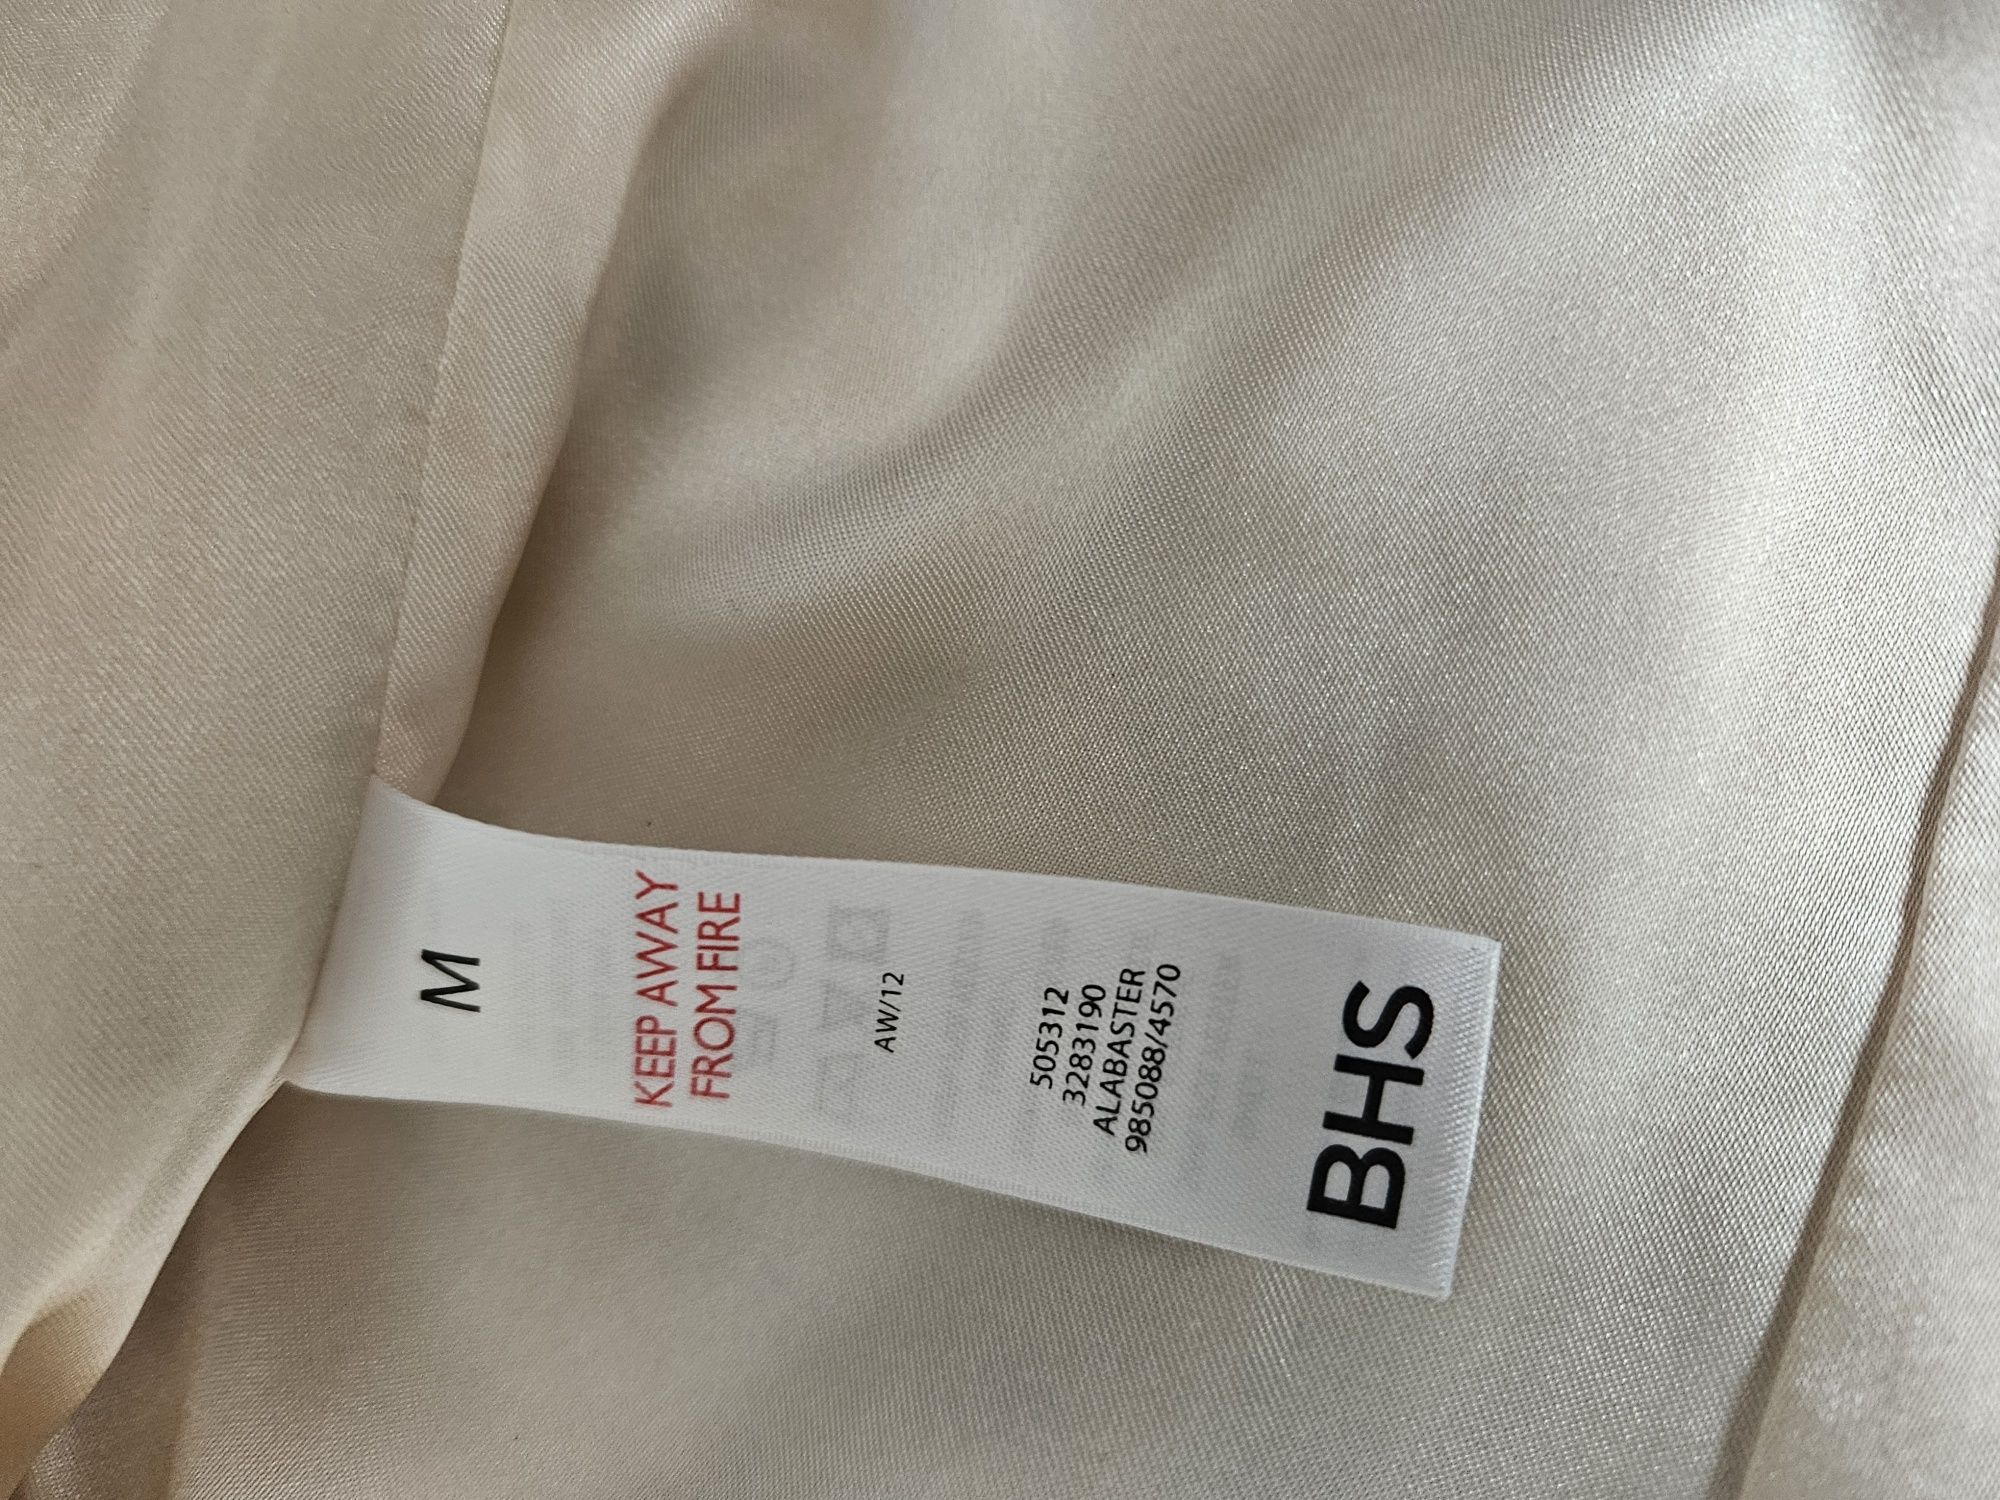 M
KEEP AWAY
FROM FIRE
AW/12
505312
3283190
ALABASTER
985088/4570
BHS